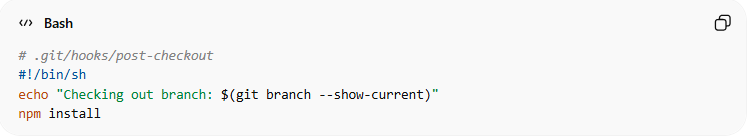 Bash
# .git/hooks/post-checkout
#!/bin/sh
echo "Checking out branch: $(git branch --show-current)"
npm install